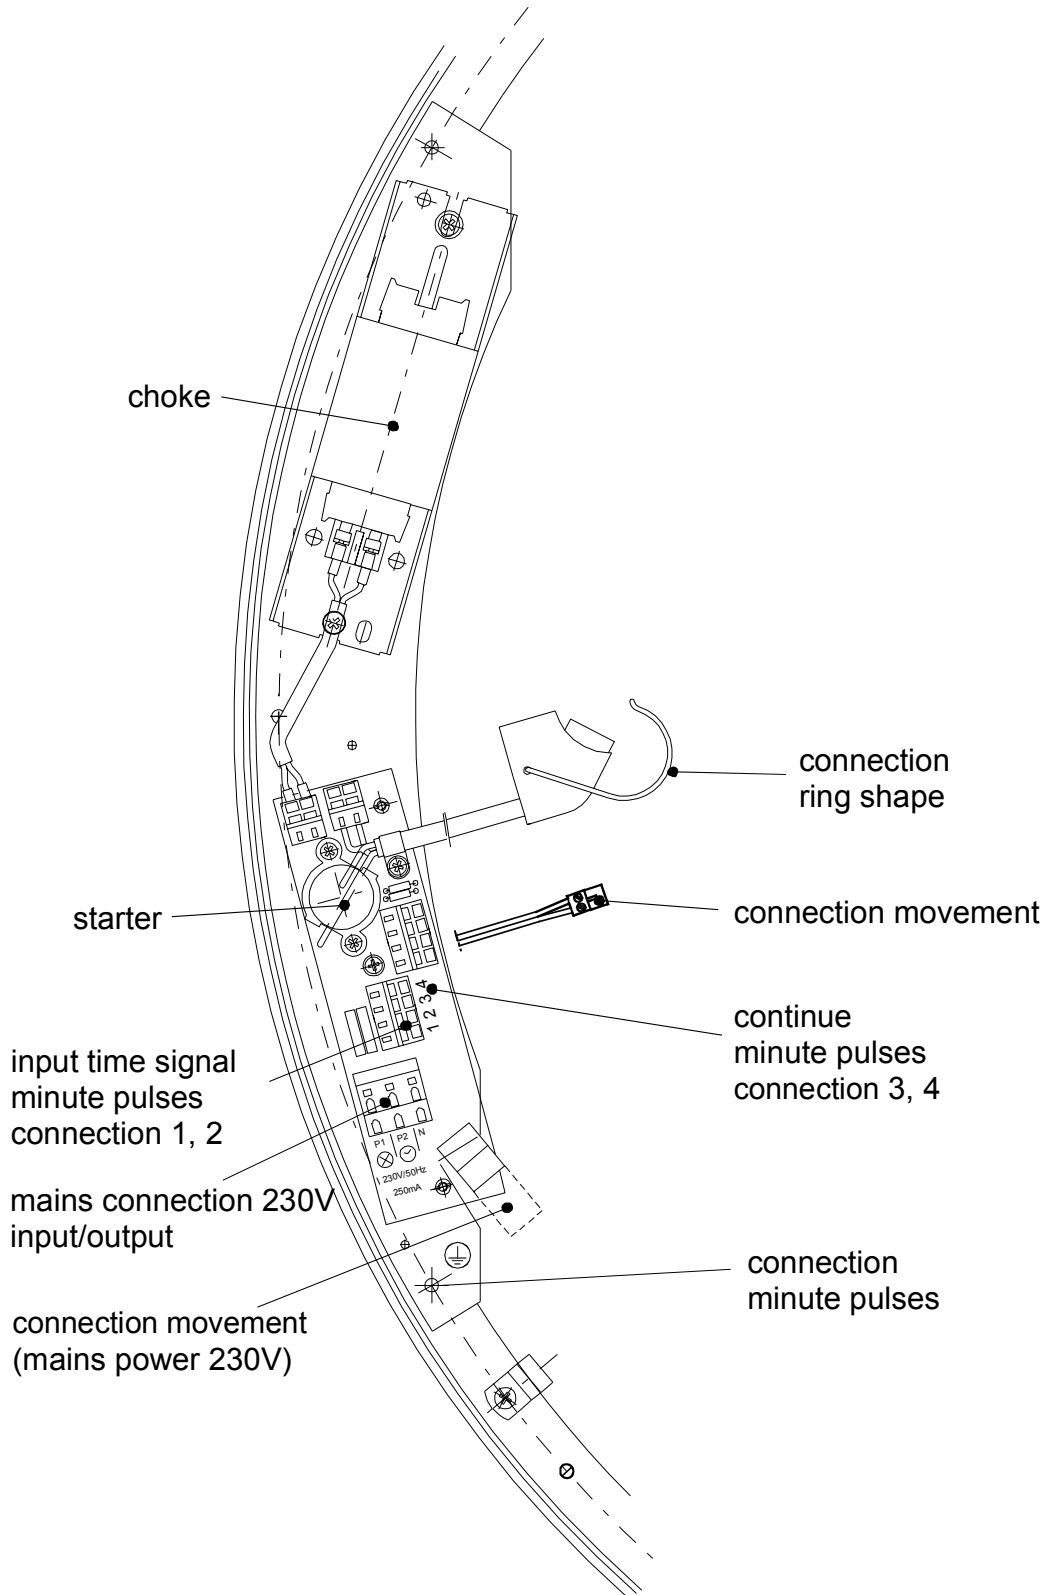 choke
connection
ring shape
starter
connection movement
4
3
2
1
continue
minute pulses
connection 3, 4
input time signal
minute pulses
connection 1, 2
P1 P2 N
230V/50Hz
250mA
mains connection 230V
input/output
connection
minute pulses
connection movement
(mains power 230V)